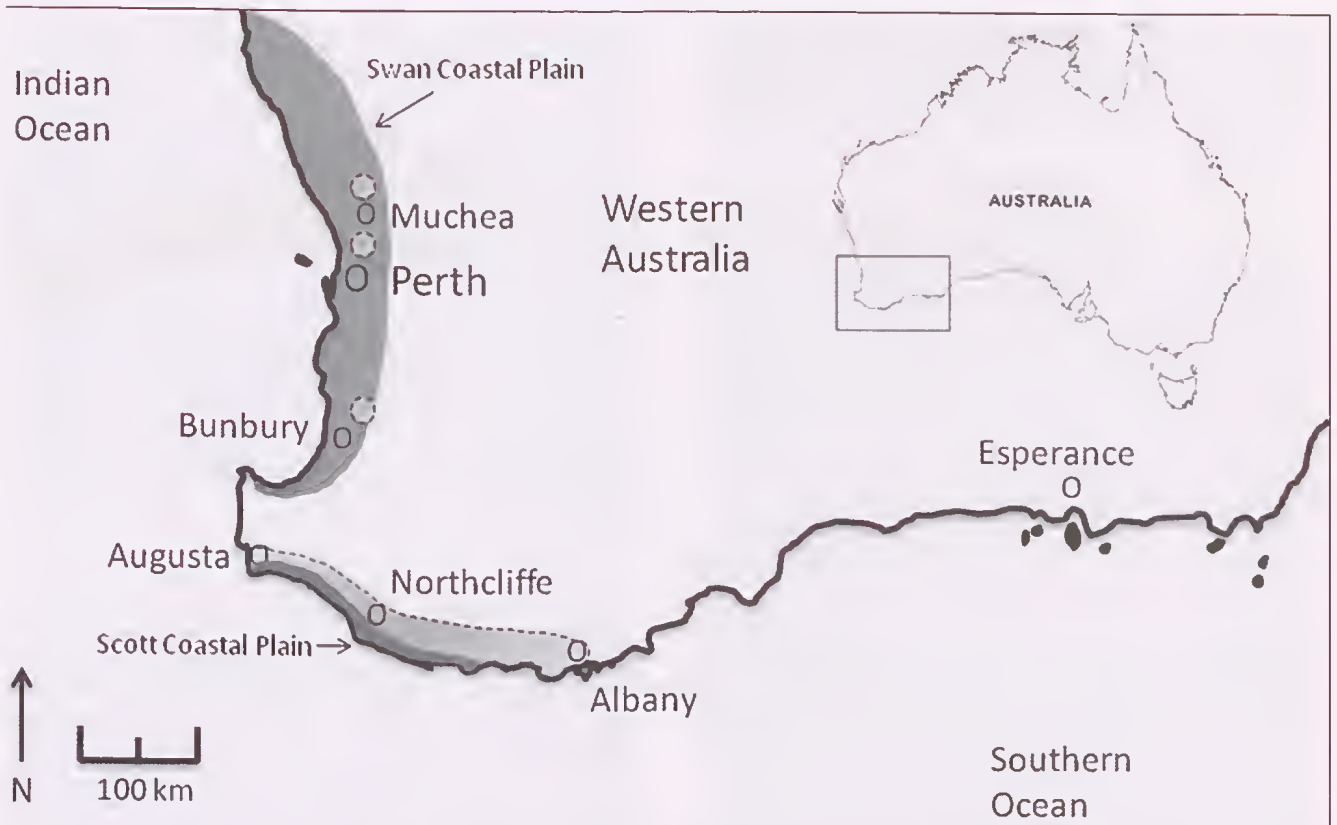 Indian
Ocean
Swan Coastal Plain
Muchea
Perth
Western
Australia
AUSTRALIA
Bunbury
Esperance
Augusta
Northcliffe
Scott Coastal Plain
Albany
N
100 km
Southern
Ocean